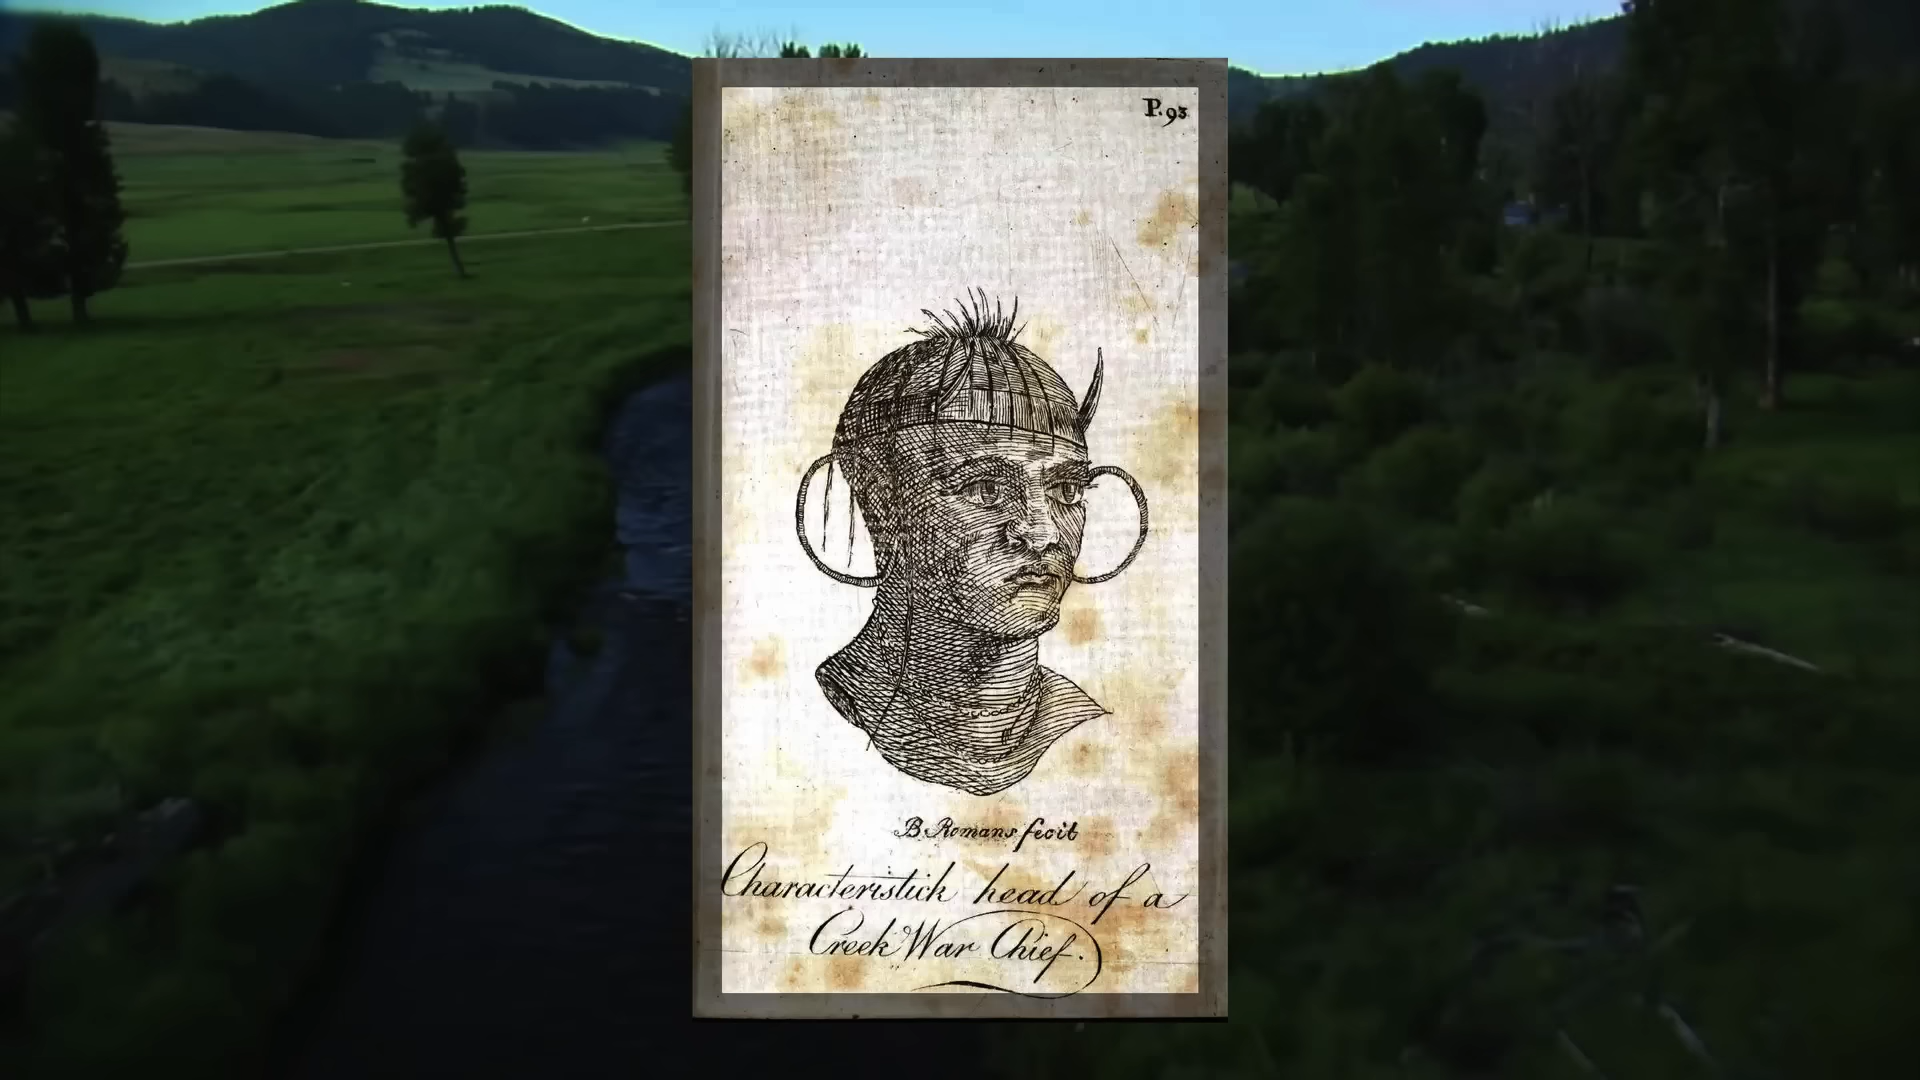 P. 93
B. Romans fecit
Characteristick head of a
Creek War Chief.